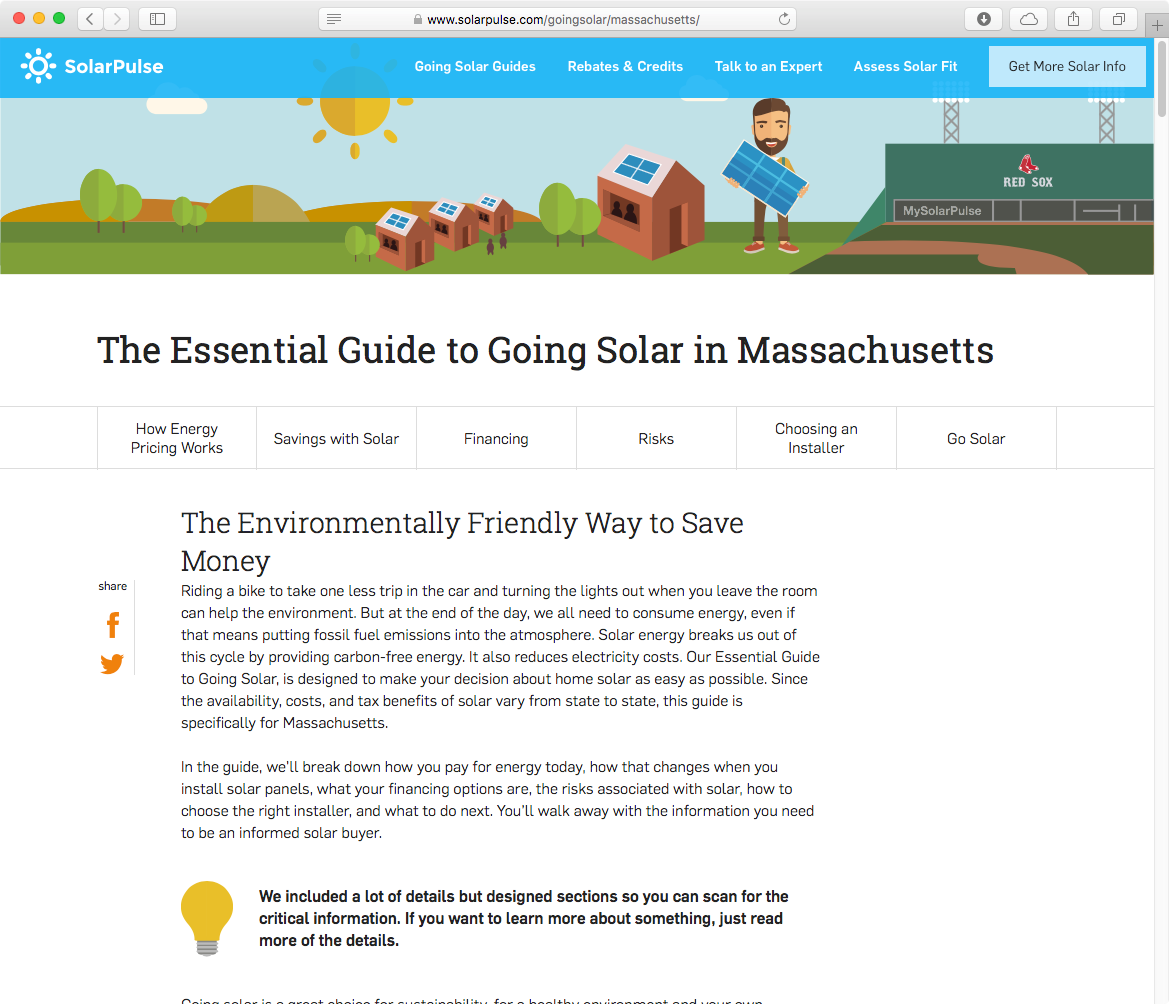 www.solarpulse.com/goingsolar/massachusetts/
SolarPulse
Going Solar Guides
Rebates & Credits
Talk to an Expert
Assess Solar Fit
Get More Solar Info
RED SOX
MySolarPulse
The Essential Guide to Going Solar in Massachusetts
How Energy
Pricing Works
Savings with Solar
Financing
Risks
Choosing an
Installer
Go Solar
The Environmentally Friendly Way to Save
Money
share
Riding a bike to take one less trip in the car and turning the lights out when you leave the room
can help the environment. But at the end of the day, we all need to consume energy, even if
that means putting fossil fuel emissions into the atmosphere. Solar energy breaks us out of
this cycle by providing carbon-free energy. It also reduces electricity costs. Our Essential Guide
to Going Solar, is designed to make your decision about home solar as easy as possible. Since
the availability, costs, and tax benefits of solar vary from state to state, this guide is
specifically for Massachusetts.
In the guide, we'll break down how you pay for energy today, how that changes when you
install solar panels, what your financing options are, the risks associated with solar, how to
choose the right installer, and what to do next. You'll walk away with the information you need
to be an informed solar buyer.
We included a lot of details but designed sections so you can scan for the
critical information. If you want to learn more about something, just read
more of the details.
Going solar is a great choice for sustainability, for a healthy environment and your own